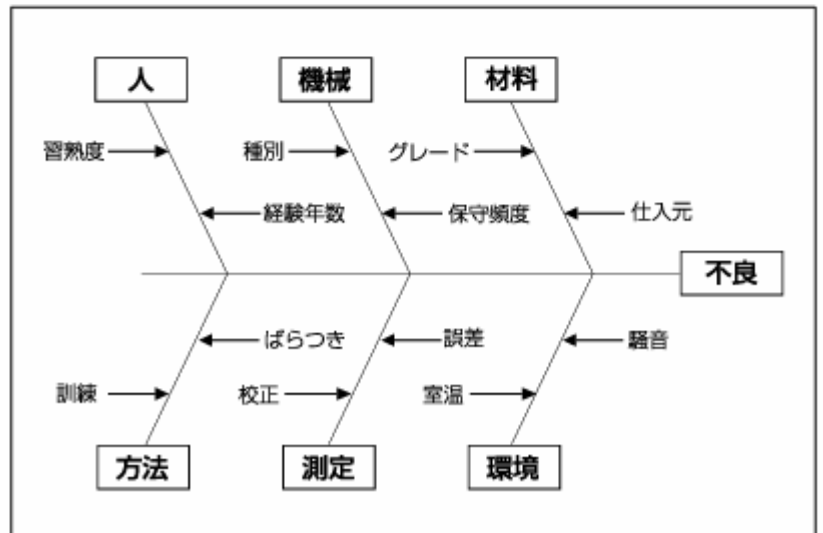 人
機械
材料
習熟度
種別
グレード
経験年数
保守頻度
仕入元
不良
ばらつき
誤差
騒音
訓練
校正
室温
方法
測定
環境